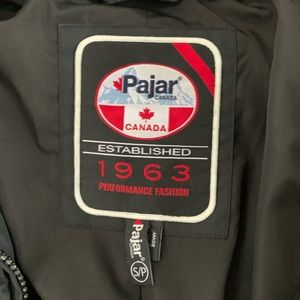 Pajar®
CANADA
CANADA
ESTABLISHED
1963
PERFORMANCE FASHION
Pajar
S/P